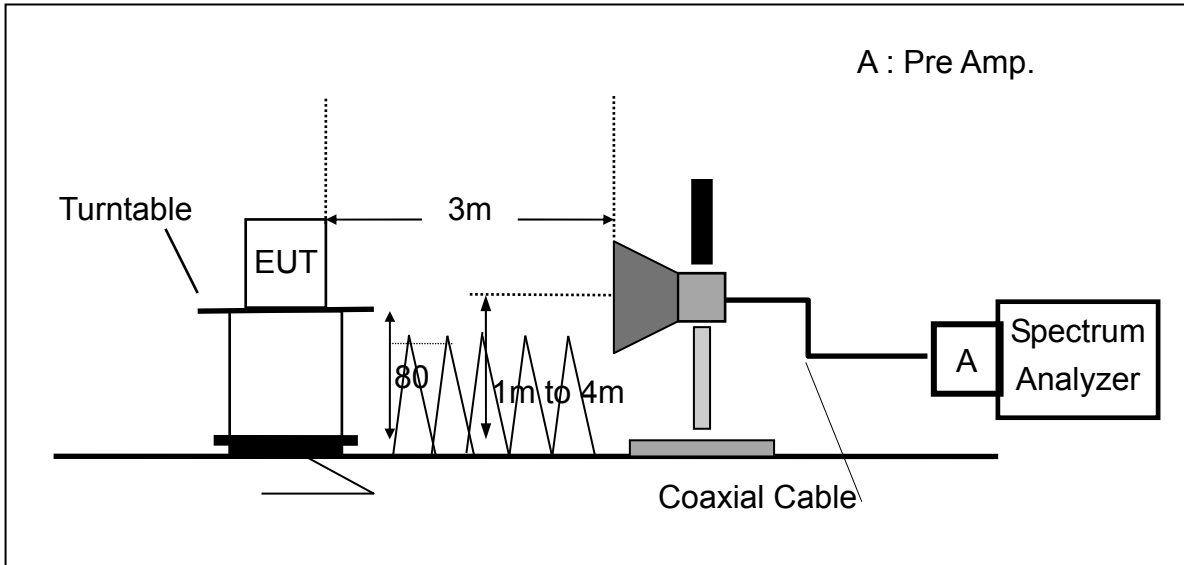 A : Pre Amp.
Turntable
3m
EUT
80
1m to 4m
A
Spectrum
Analyzer
Coaxial Cable